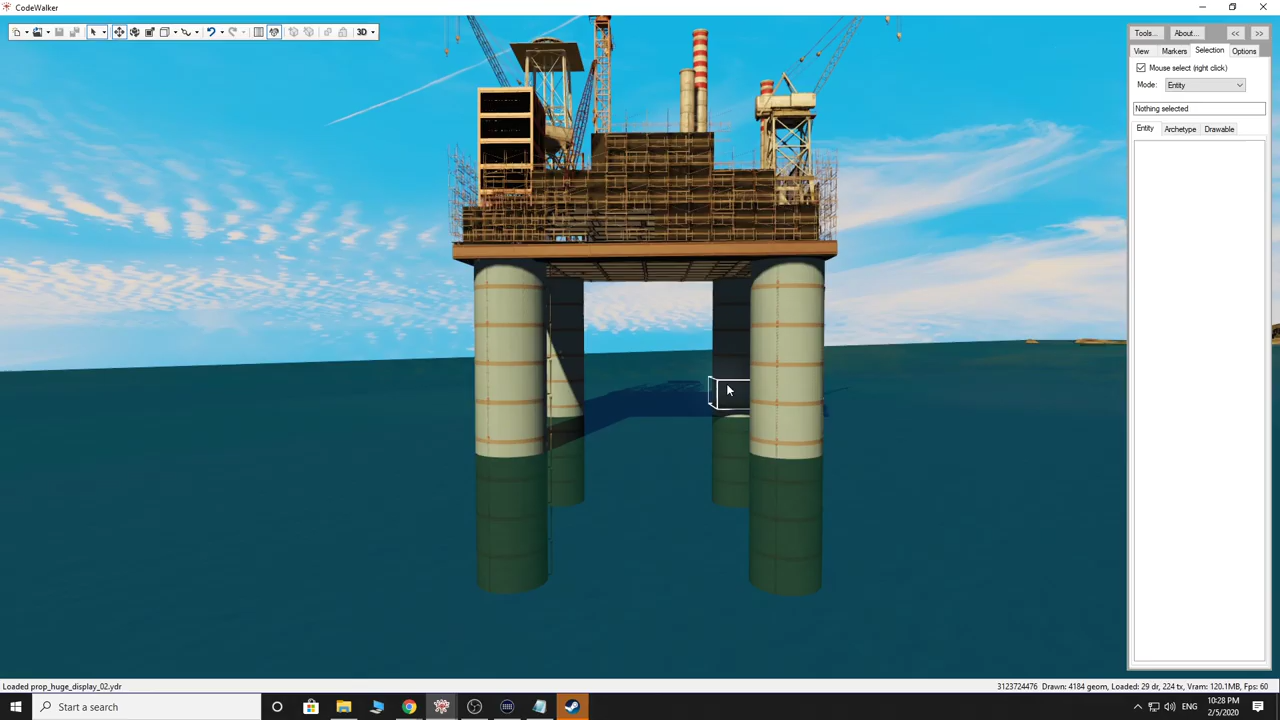 CodeWalker
3D
Tools... About... << >>
View Markers Selection Options
Mouse select (right click)
Mode: Entity
Nothing selected
Entity Archetype Drawable
Loaded prop_huge_display_02.ydr
3123724476 Drawn: 4184 geom, Loaded: 29 dr, 224 tx, Vram: 120.1MB, Fps: 60
Start a search
ENG
10:28 PM
2/5/2020